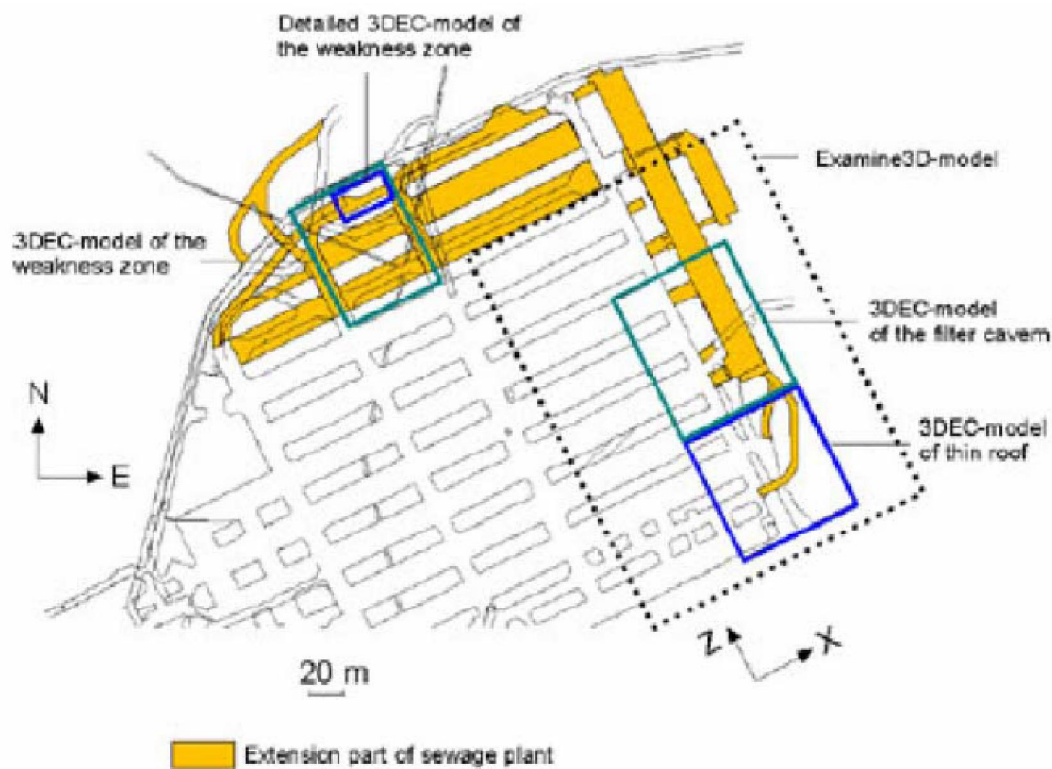 Detailed 3DEC-model of
the weakness zone
Examine3D-model
3DEC-model of the
weakness zone
3DEC-model
of the filter cavern
N
E
3DEC-model
of thin roof
Z
X
20 m
Extension part of sewage plant